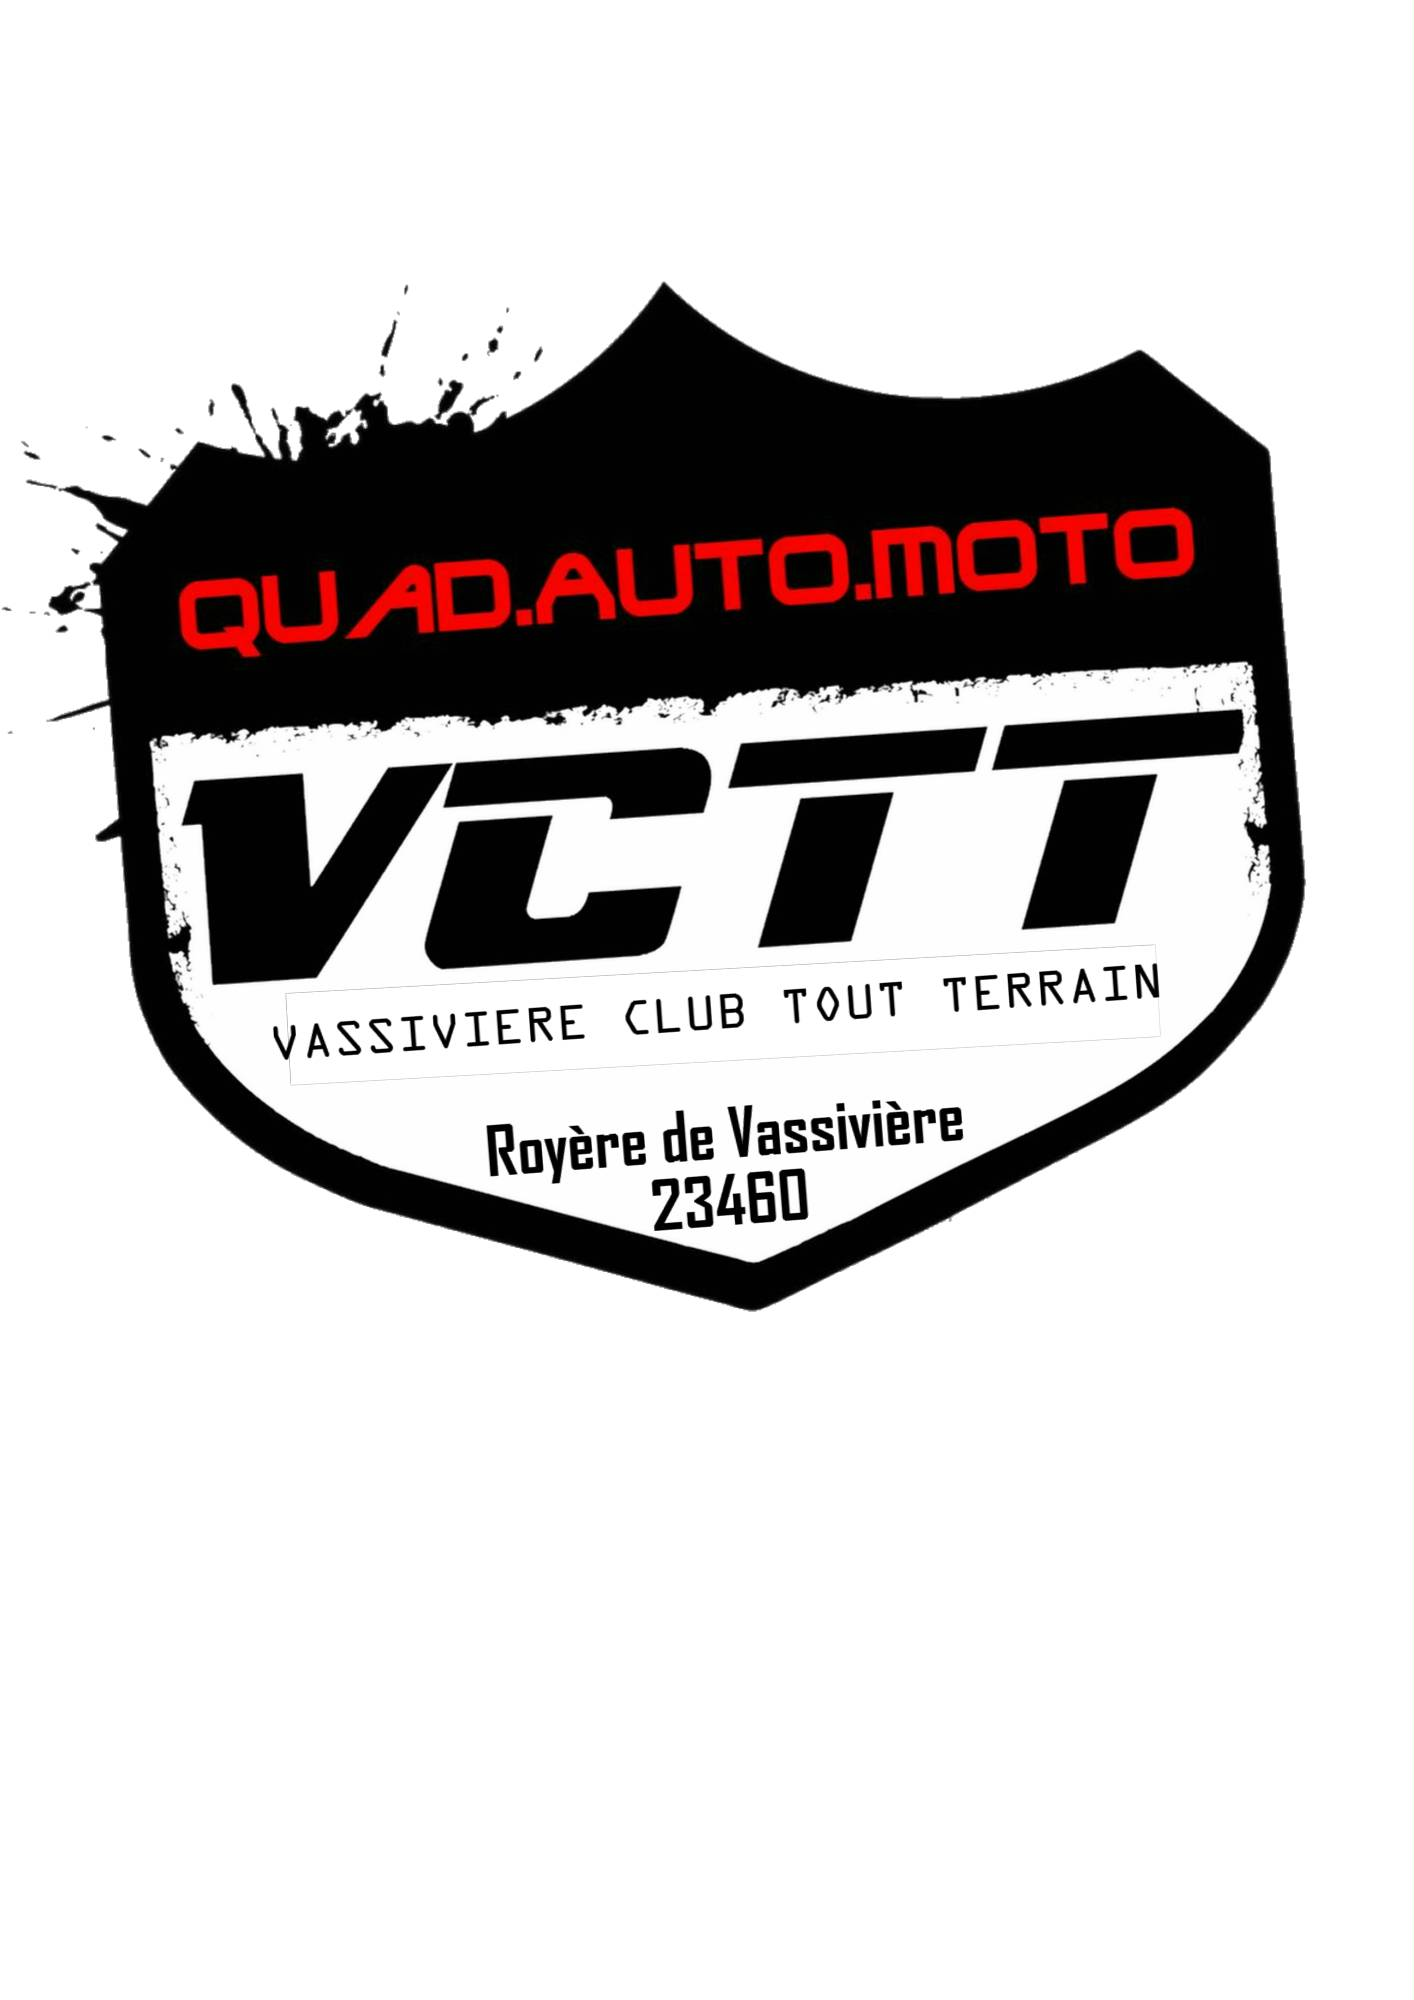 QUAD.AUTO.MOTO
VCTT
VASSIVIERE CLUB TOUT TERRAIN
Royère de Vassivière
23460